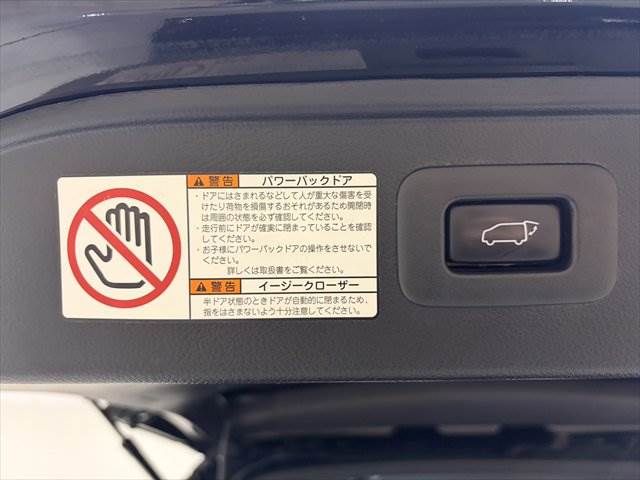 警告 パワーバックドア
・ドアにはさまれるなどして人が重大な傷害を受
けたり荷物を損傷するおそれがあるため開閉時
は周囲の状態を必ず確認してください。
・走行前にドアが確実に閉まっていることを確認
してください。
・お子様にパワーバックドアの操作をさせないで
ください。
詳しくは取扱書をご覧ください。
警告 イージークローザー
半ドア状態のときドアが自動的に閉まるため、
指をはさまないよう十分注意してください。